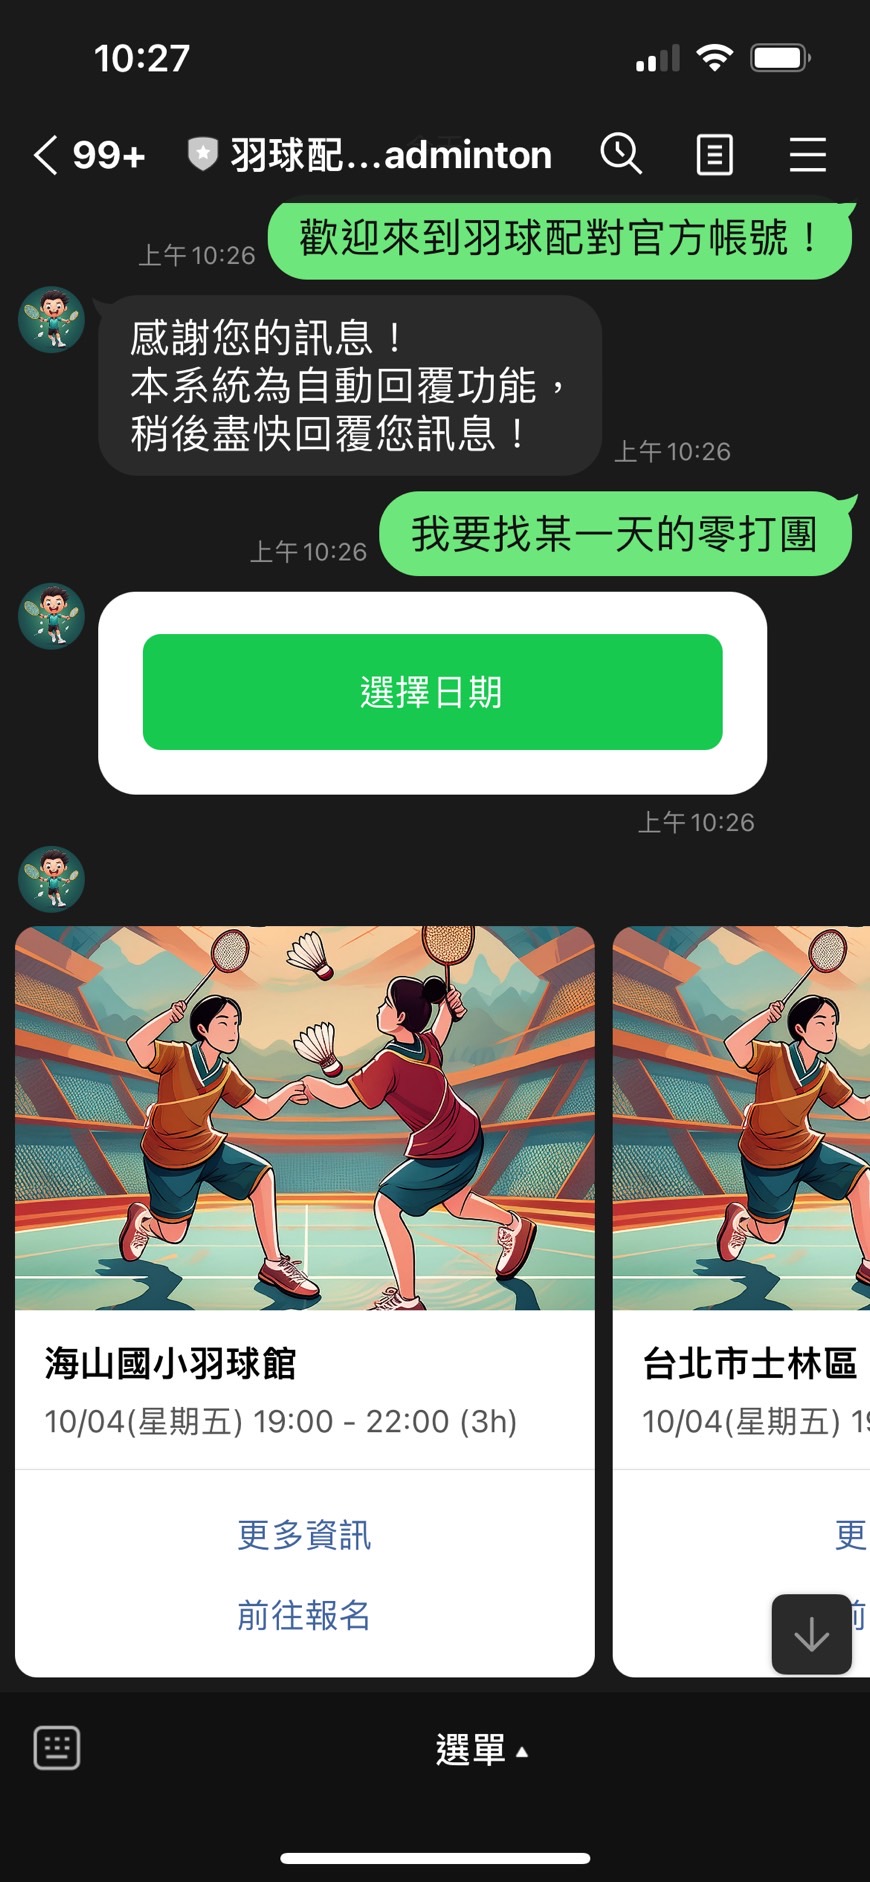 10:27
99+ 羽球配...adminton
歡迎來到羽球配對官方帳號！
上午10:26
感謝您的訊息！
本系統為自動回覆功能，
稍後盡快回覆您訊息！
上午10:26
我要找某一天的零打團
上午10:26
選擇日期
上午10:26
海山國小羽球館
10/04(星期五) 19:00 - 22:00 (3h)
更多資訊
前往報名
台北市士林區
10/04(星期五) 19
更
前
選單